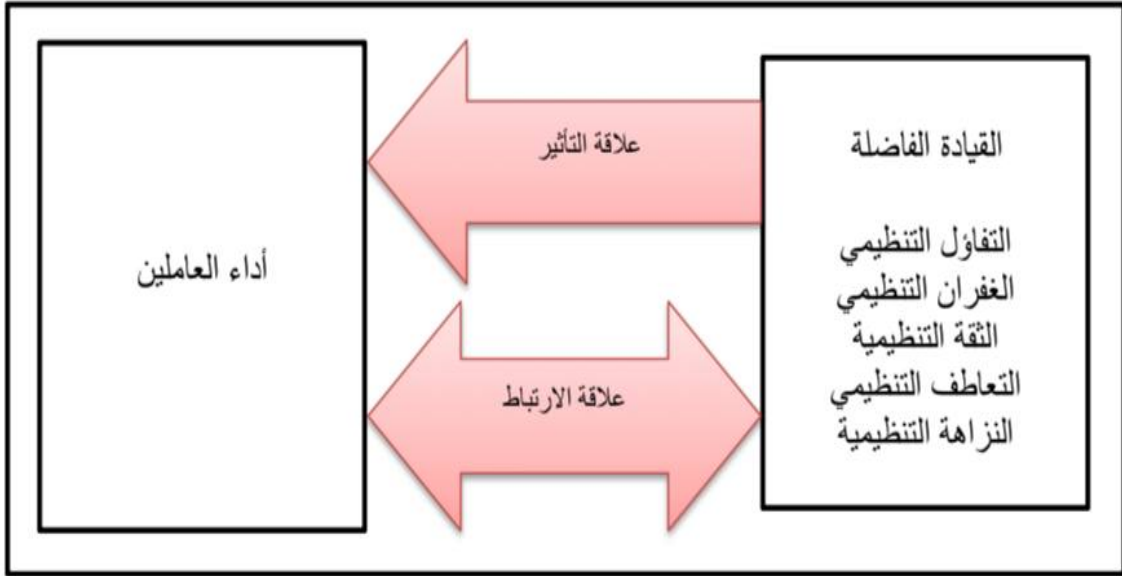 القيادة الفاضلة
التفاؤل التنظيمي
الغفران التنظيمي
الثقة التنظيمية
التعاطف التنظيمي
النزاهة التنظيمية
علاقة التأثير
علاقة الارتباط
أداء العاملين